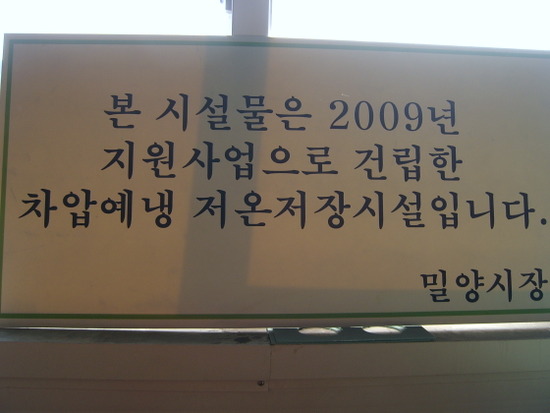 본 시설물은 2009년
지원사업으로 건립한
차압예냉 저온저장시설입니다.
밀양시장